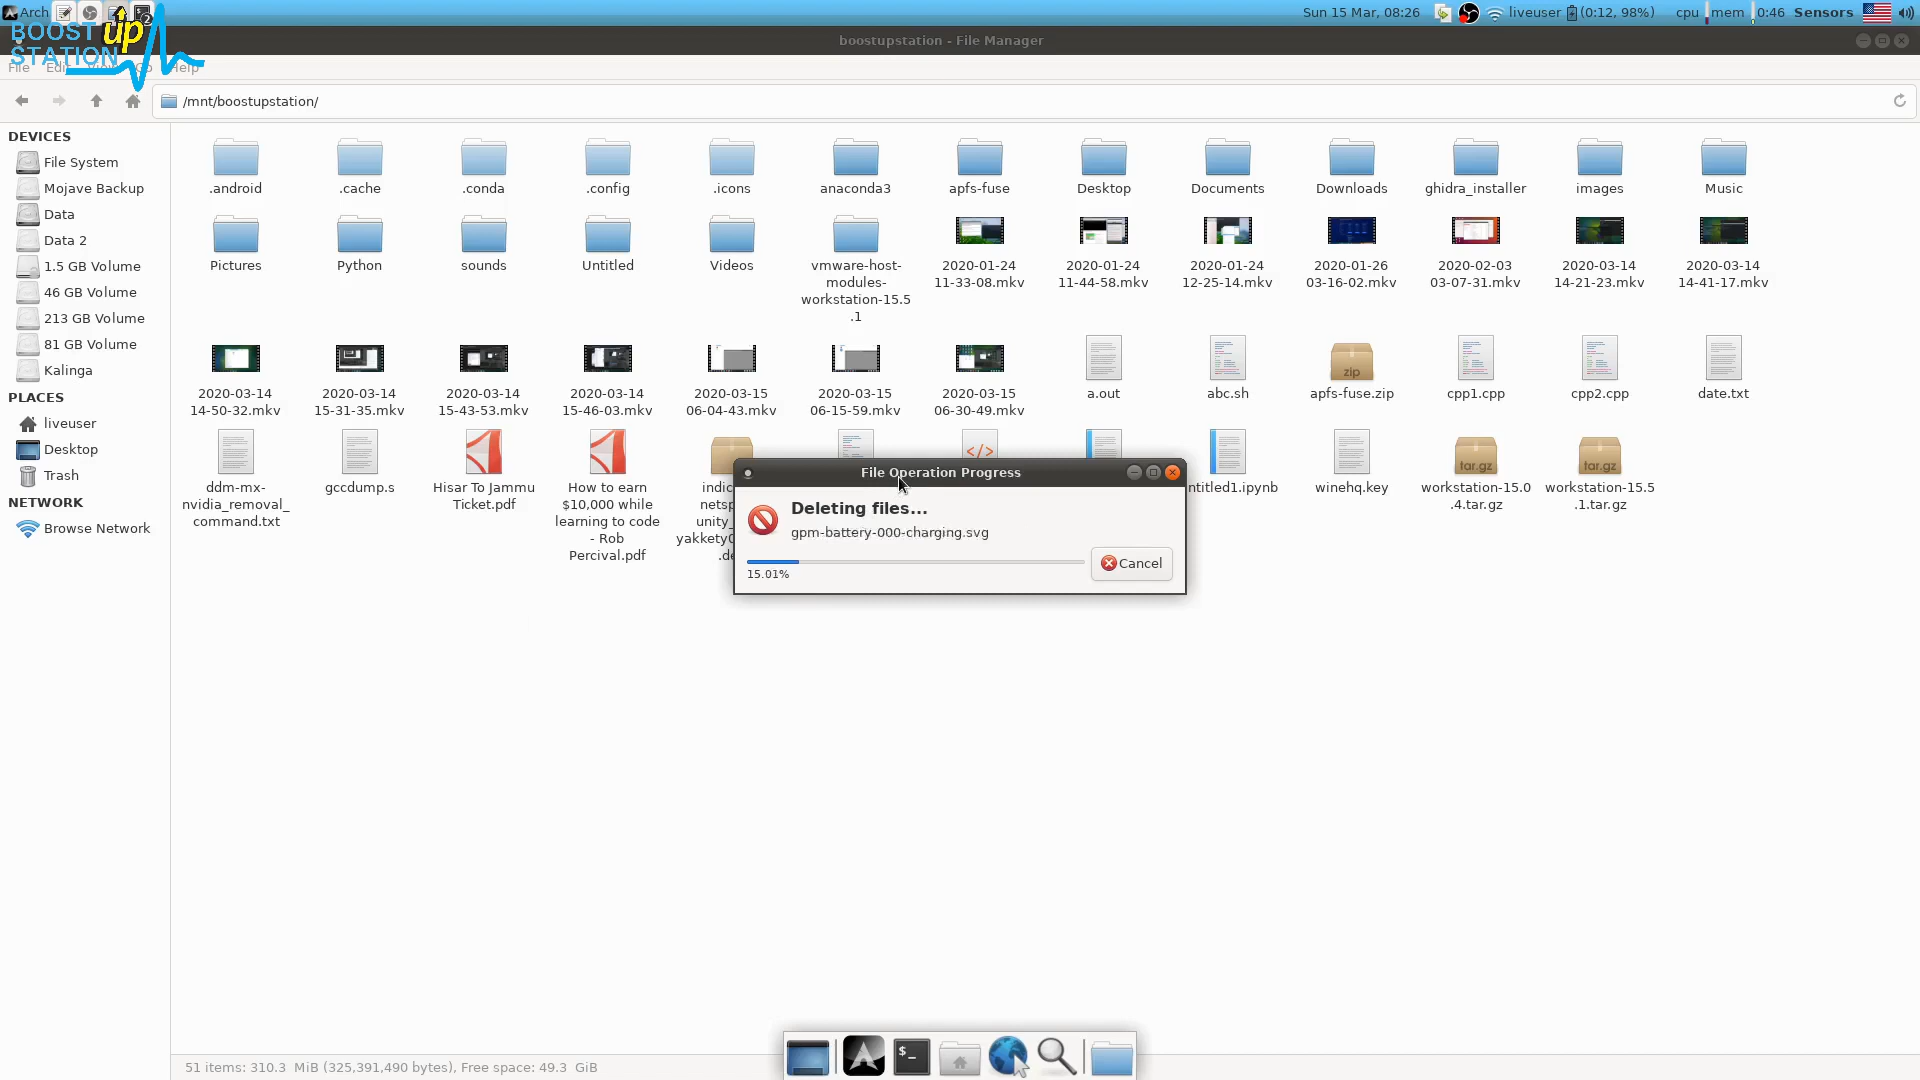 Arch
2
Sun 15 Mar, 08:26
liveuser
(0:12, 98%)
cpu
mem
0:46
Sensors
BOOST up
STATION
boostupstation - File Manager
File
Help
/mnt/boostupstation/
DEVICES
File System
Mojave Backup
Data
Data 2
1.5 GB Volume
46 GB Volume
213 GB Volume
81 GB Volume
Kalinga
PLACES
liveuser
Desktop
Trash
NETWORK
Browse Network
.android
.cache
.conda
.config
.icons
anaconda3
apfs-fuse
Desktop
Documents
Downloads
ghidra_installer
images
Music
Pictures
Python
sounds
Untitled
Videos
vmware-host-
modules-
workstation-15.5
.1
2020-01-24
11-33-08.mkv
2020-01-24
11-44-58.mkv
2020-01-24
12-25-14.mkv
2020-01-26
03-16-02.mkv
2020-02-03
03-07-31.mkv
2020-03-14
14-21-23.mkv
2020-03-14
14-41-17.mkv
2020-03-14
14-50-32.mkv
2020-03-14
15-31-35.mkv
2020-03-14
15-43-53.mkv
2020-03-14
15-46-03.mkv
2020-03-15
06-04-43.mkv
2020-03-15
06-15-59.mkv
2020-03-15
06-30-49.mkv
a.out
abc.sh
zip
apfs-fuse.zip
cpp1.cpp
cpp2.cpp
date.txt
ddm-mx-
nvidia_removal_
command.txt
gccdump.s
Hisar To Jammu
Ticket.pdf
How to earn
$10,000 while
learning to code
- Rob
Percival.pdf
indic
netsp
unity_
yakkety
.de
</>
ntitled1.ipynb
winehq.key
tar.gz
workstation-15.0
.4.tar.gz
tar.gz
workstation-15.5
.1.tar.gz
File Operation Progress
Deleting files...
gpm-battery-000-charging.svg
15.01%
Cancel
51 items: 310.3 MiB (325,391,490 bytes), Free space: 49.3 GiB